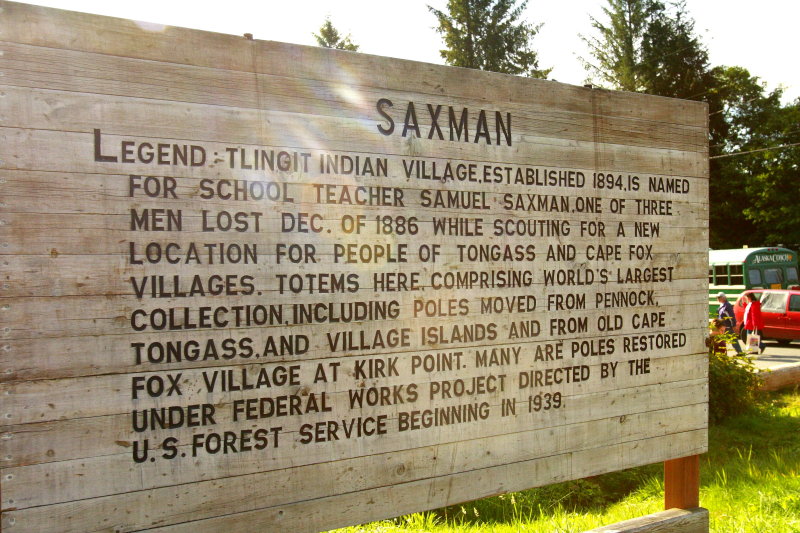 SAXMAN
LEGEND:-TLINGIT INDIAN VILLAGE,ESTABLISHED 1894,IS NAMED
FOR SCHOOL TEACHER SAMUEL SAXMAN,ONE OF THREE
MEN LOST DEC. OF 1886 WHILE SCOUTING FOR A NEW
LOCATION FOR PEOPLE OF TONGASS AND CAPE FOX
VILLAGES. TOTEMS HERE, COMPRISING WORLD'S LARGEST
COLLECTION,INCLUDING POLES MOVED FROM PENNOCK,
TONGASS,AND VILLAGE ISLANDS AND FROM OLD CAPE
FOX VILLAGE AT KIRK POINT. MANY ARE POLES RESTORED
UNDER FEDERAL WORKS PROJECT DIRECTED BY THE
U.S. FOREST SERVICE BEGINNING IN 1939.
ALASKA COACH